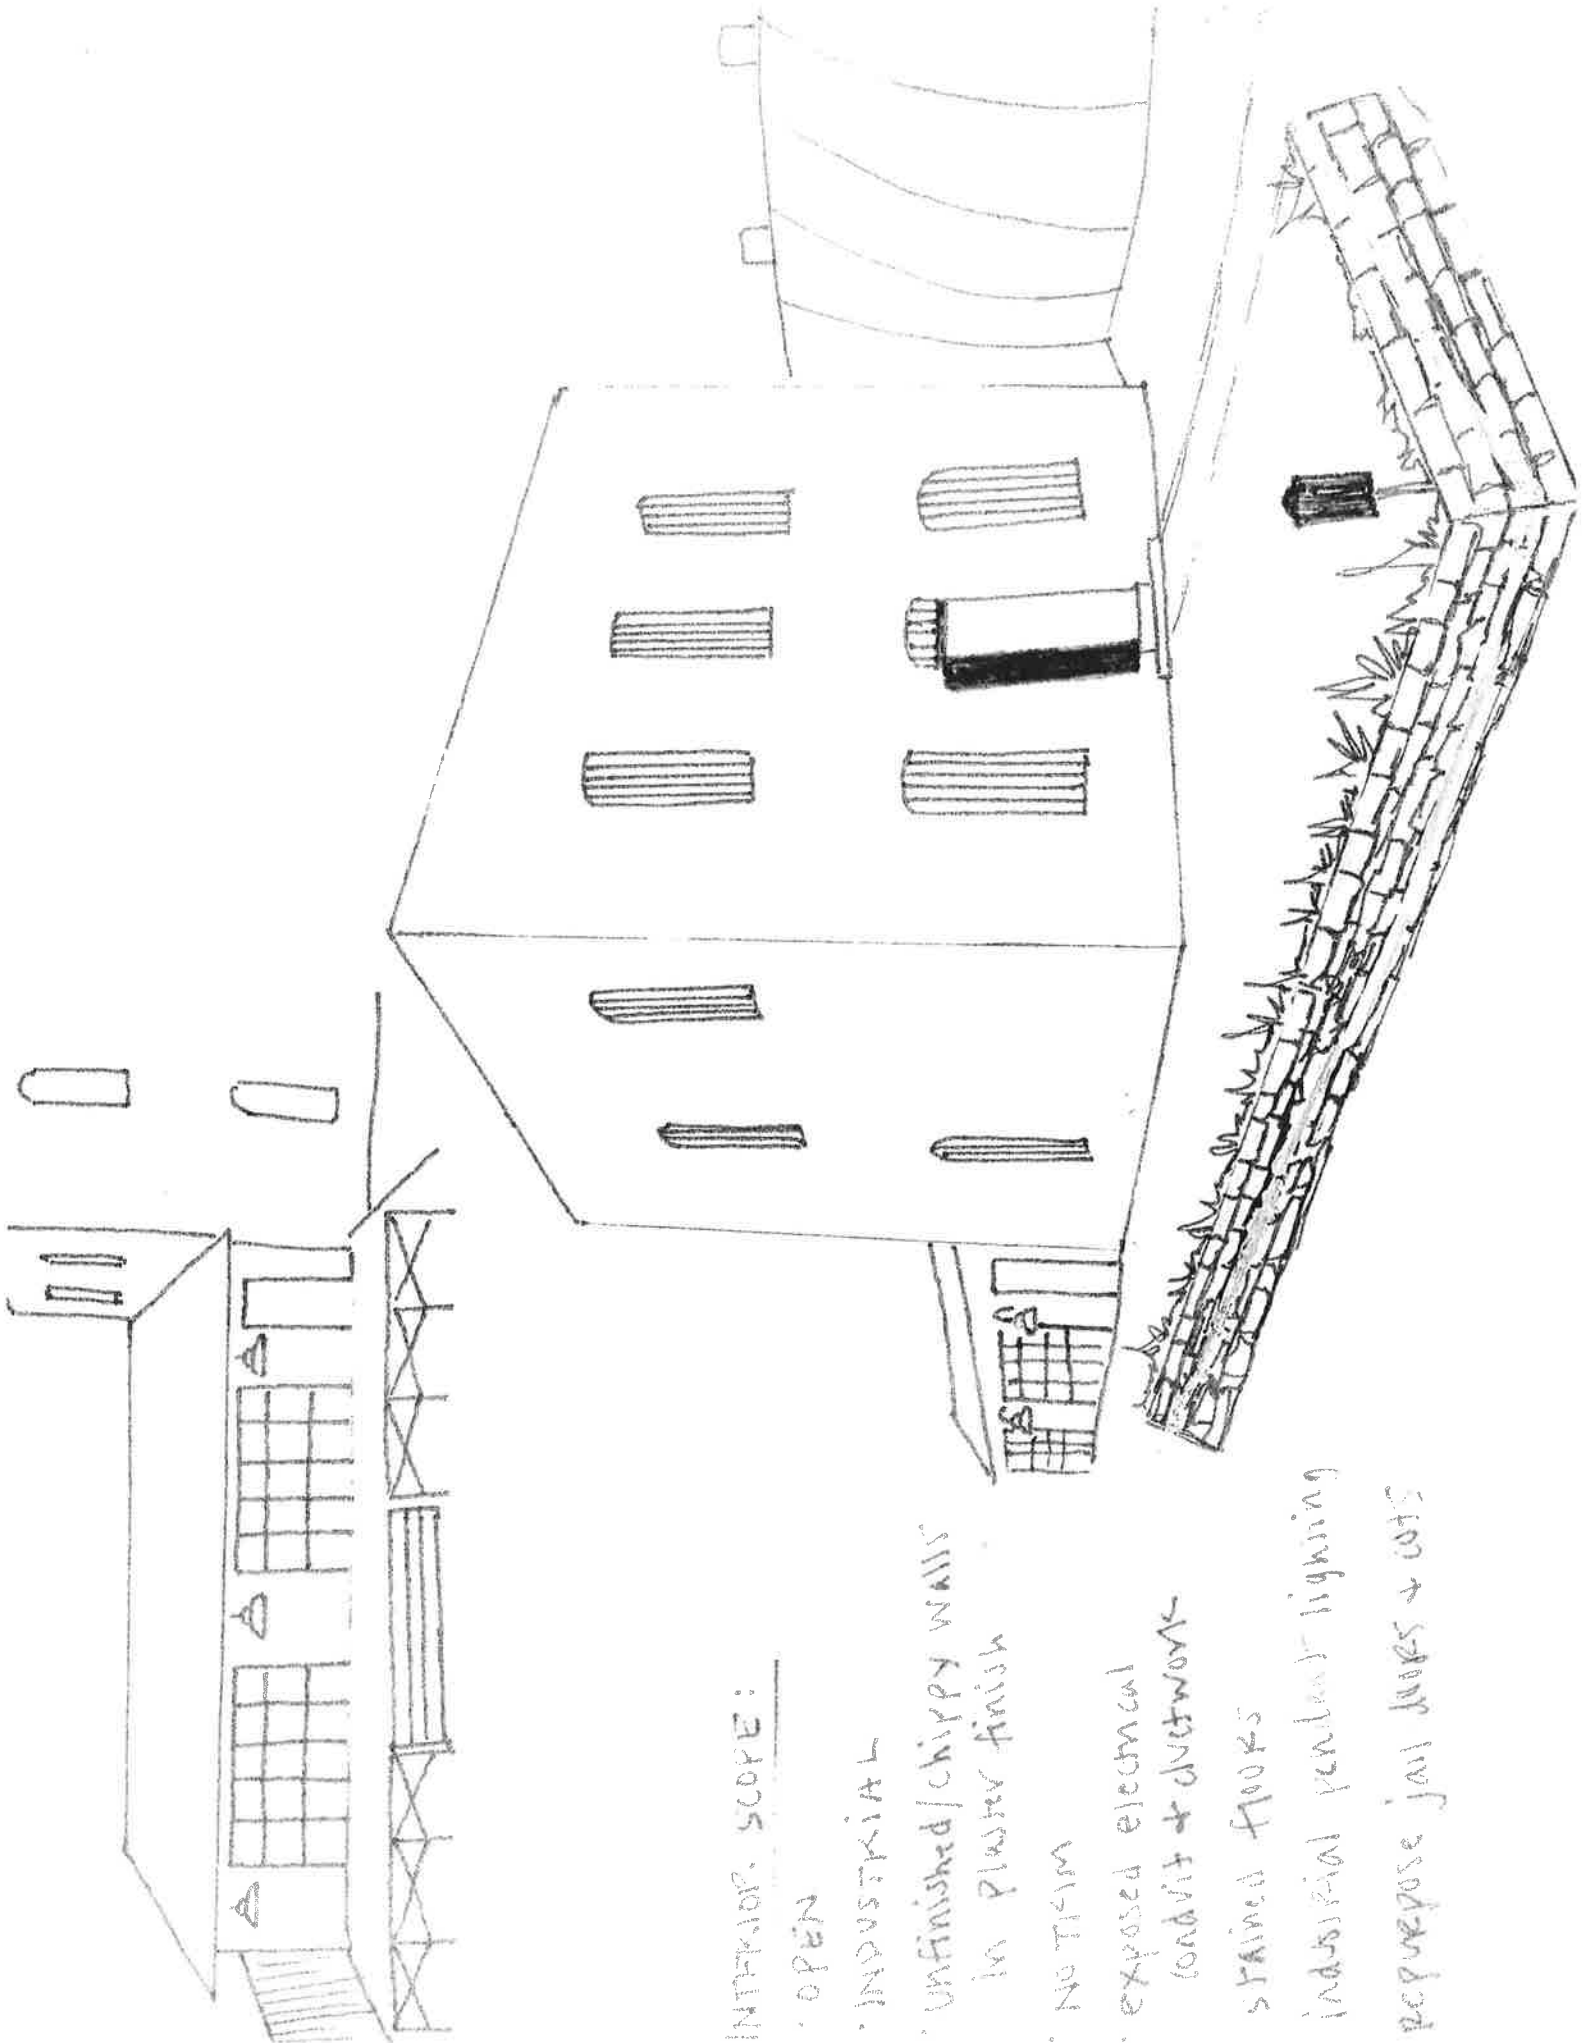 INTERIOR SCOPE:
· OPEN
· INDUSTRIAL
· unfinished/chippy walls
in plaster finish
· NO TRIM
· exposed electrical
conduit + ductwork
stained floors
industrial pendant lighting
repurpose jail doors + cots